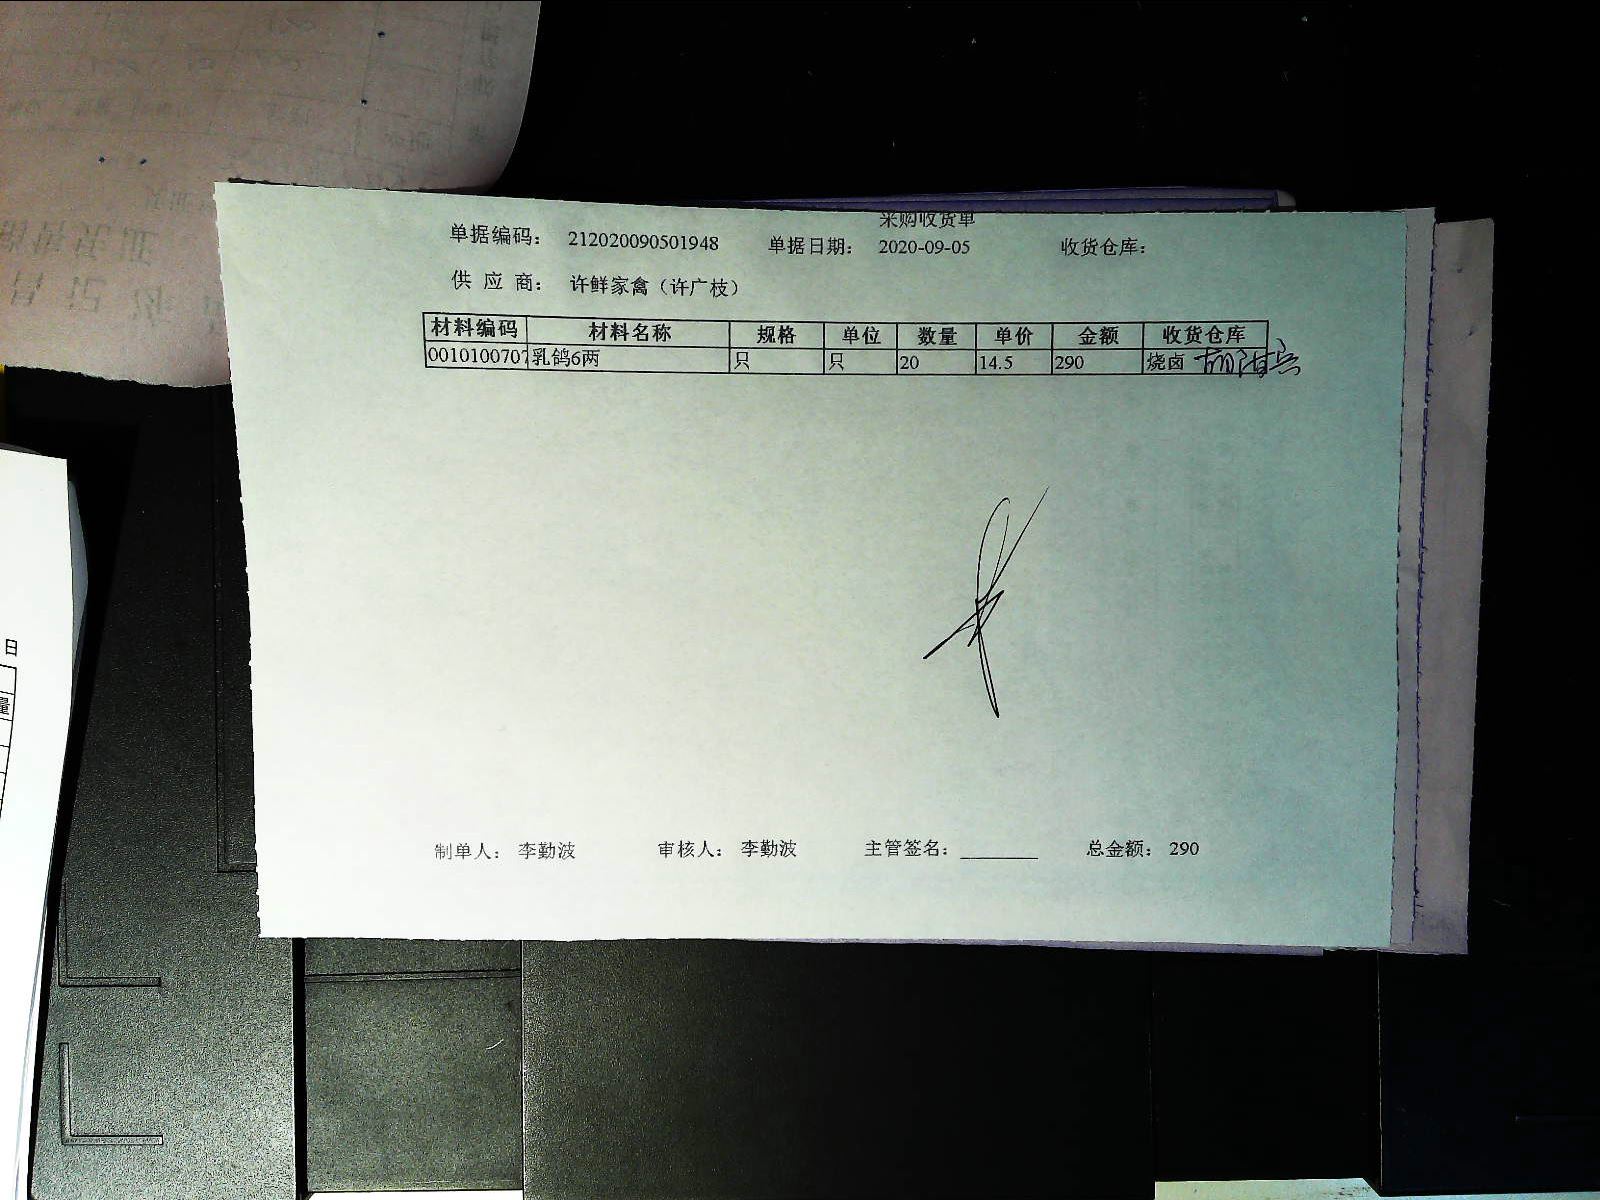 采购收货单
单据编码： 212020090501948 单据日期： 2020-09-05 收货仓库：
供 应 商： 许鲜家禽（许广枝）
材料编码 材料名称 规格 单位 数量 单价 金额 收货仓库
0010100707 乳鸽6两 只 只 20 14.5 290 烧卤
制单人： 李勤波 审核人： 李勤波 主管签名： 总金额： 290
日
量